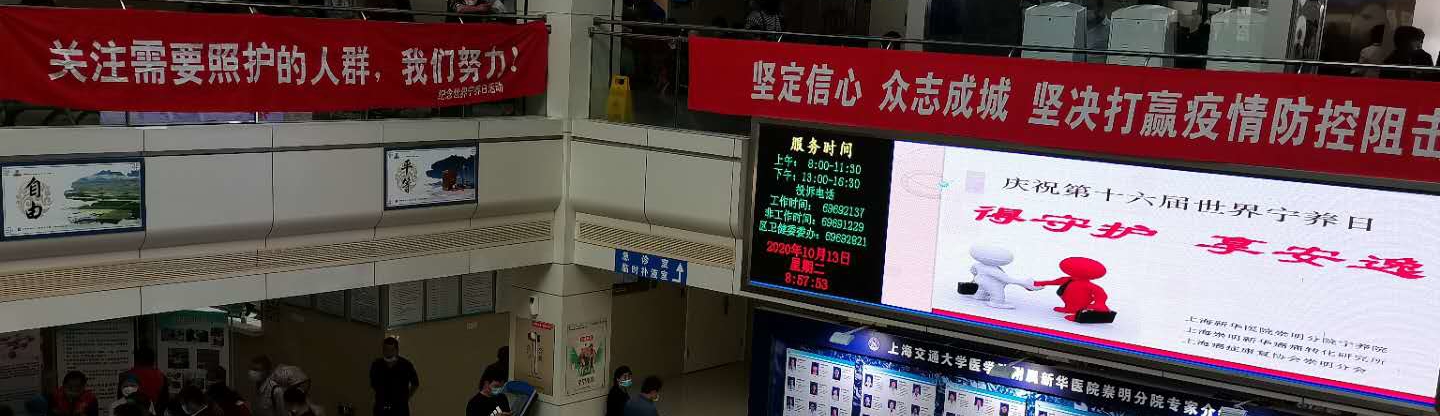 关注需要照护的人群，我们努力！
纪念世界宁养日活动
坚定信心 众志成城 坚决打赢疫情防控阻击
自由
平等
服务时间
上午： 8:00-11:30
下午：13:00-16:30
投诉电话
工作时间： 69692137
非工作时间：69691229
区卫健委委办：69692821
2020年10月13日
星期二
8:57:53
庆祝第十六届世界宁养日
得守护 享安逸
上海新华医院崇明分院宁养院
上海崇明新华癌痛转化研究所
上海癌症康复协会崇明分会
急诊室
临时补液室
上海交通大学医学 附属新华医院崇明分院专家介